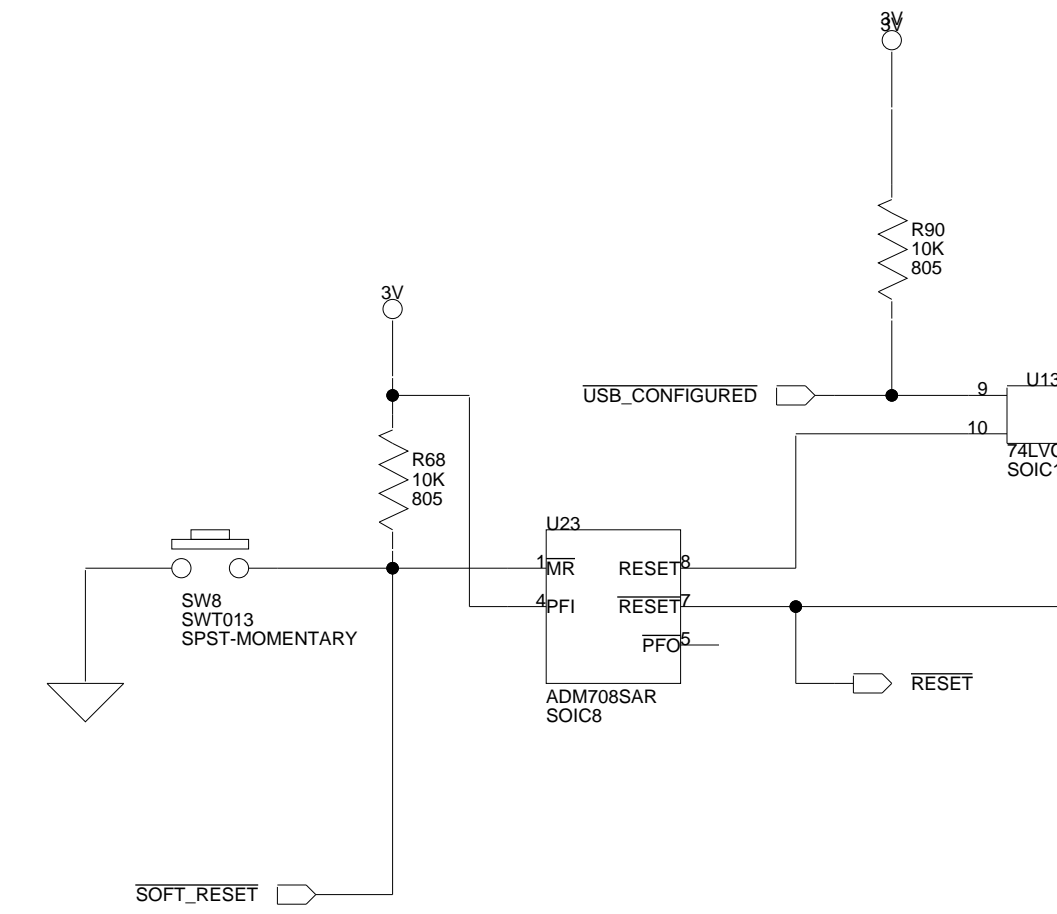 3V
3V
R90
10K
805
3V
USB_CONFIGURED
9
U13
10
74LVC
SOIC1
R68
10K
805
U23
1
MR
RESET
8
4
PFI
RESET
7
PFO
5
SW8
SWT013
SPST-MOMENTARY
ADM708SAR
SOIC8
RESET
SOFT_RESET